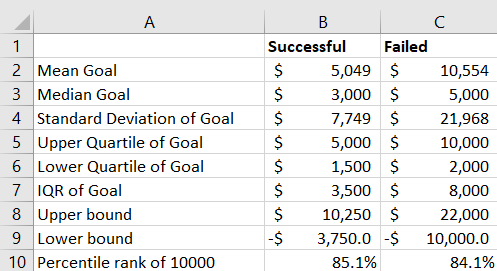 A B C
1 Successful Failed
2 Mean Goal $ 5,049 $ 10,554
3 Median Goal $ 3,000 $ 5,000
4 Standard Deviation of Goal $ 7,749 $ 21,968
5 Upper Quartile of Goal $ 5,000 $ 10,000
6 Lower Quartile of Goal $ 1,500 $ 2,000
7 IQR of Goal $ 3,500 $ 8,000
8 Upper bound $ 10,250 $ 22,000
9 Lower bound -$ 3,750.0 -$ 10,000.0
10 Percentile rank of 10000 85.1% 84.1%